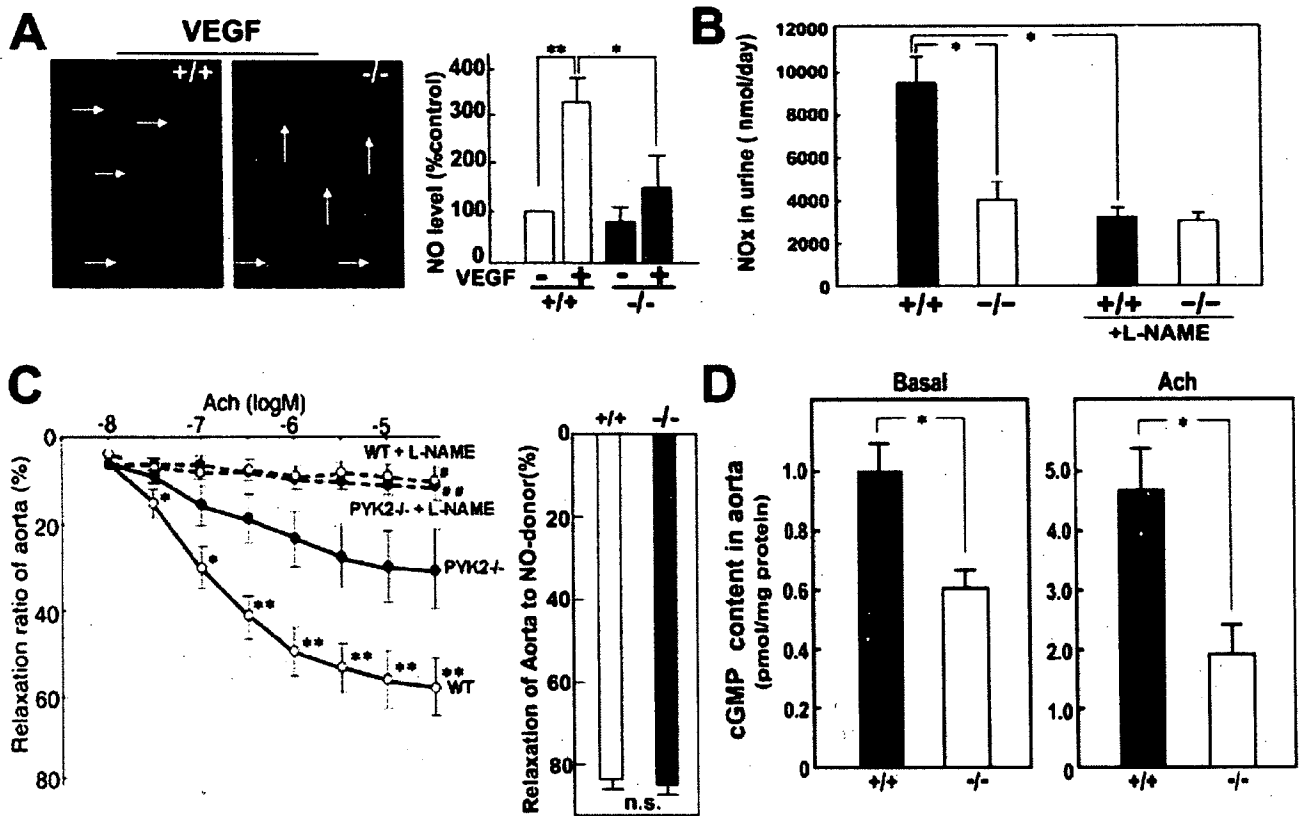 A
VEGF
+/+
-/-
NO level (%control)
400
300
200
100
0
**
*
VEGF - + - +
+/+ -/-
B
NOx in urine ( nmol/day)
12000
10000
8000
6000
4000
2000
0
*
*
+/+ -/- +/+ -/-
+L-NAME
C
Ach (logM)
-8 -7 -6 -5
Relaxation ratio of aorta (%)
0
20
40
60
80
WT + L-NAME
#
##
PYK2-/- + L-NAME
PYK2-/-
*
*
**
**
**
**
**
WT
+/+ -/-
Relaxation of Aorta to NO-donor(%)
0
20
40
60
80
n.s.
D
Basal
Ach
cGMP content in aorta
(pmol/mg protein)
1.0
0.8
0.6
0.4
0.2
0
*
+/+ -/-
5.0
4.0
3.0
2.0
1.0
0
*
+/+ -/-